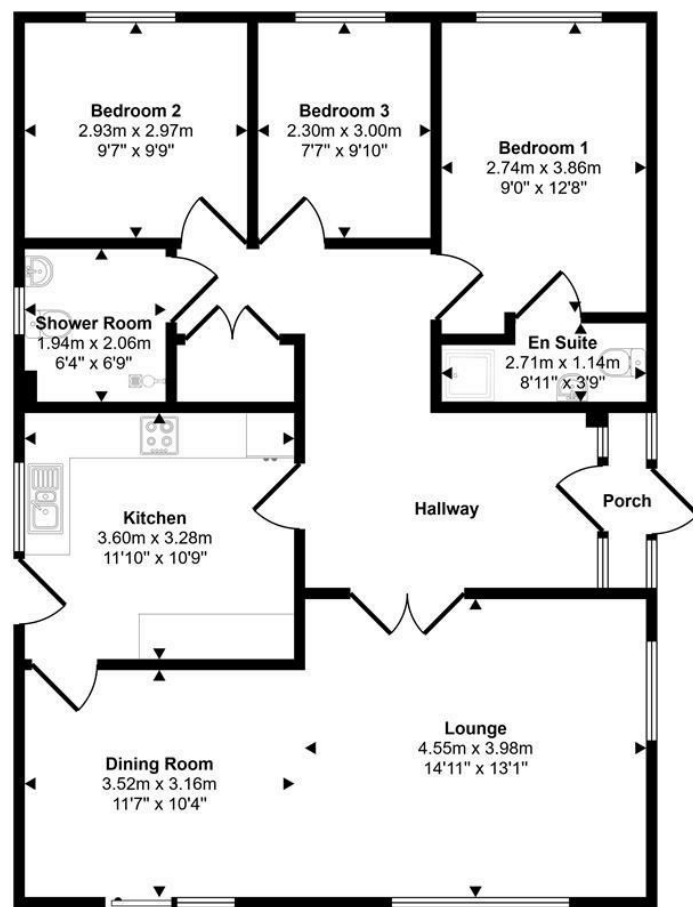 Bedroom 2
2.93m x 2.97m
9'7" x 9'9"
Bedroom 3
2.30m x 3.00m
7'7" x 9'10"
Bedroom 1
2.74m x 3.86m
9'0" x 12'8"
Shower Room
1.94m x 2.06m
6'4" x 6'9"
En Suite
2.71m x 1.14m
8'11" x 3'9"
Kitchen
3.60m x 3.28m
11'10" x 10'9"
Hallway
Porch
Dining Room
3.52m x 3.16m
11'7" x 10'4"
Lounge
4.55m x 3.98m
14'11" x 13'1"